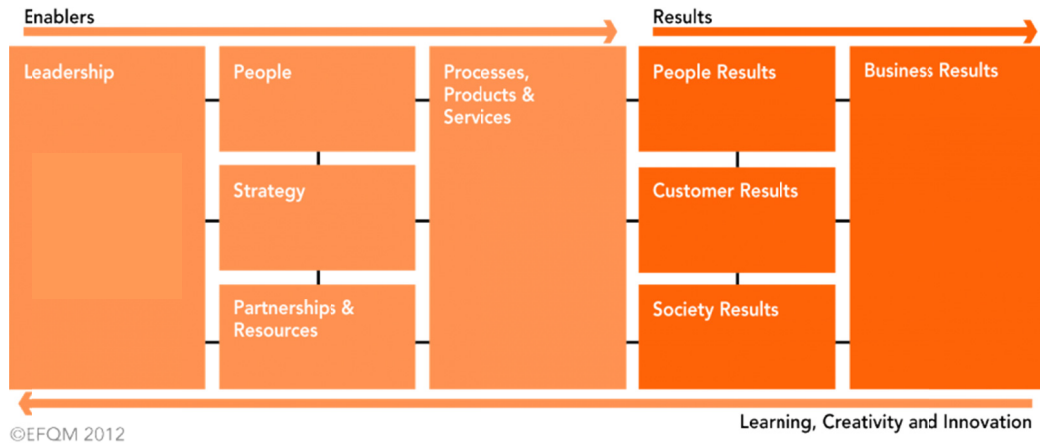 Enablers
Results
Leadership
People
Processes,
Products &
Services
People Results
Business Results
Strategy
Customer Results
Partnerships &
Resources
Society Results
Learning, Creativity and Innovation
©EFQM 2012